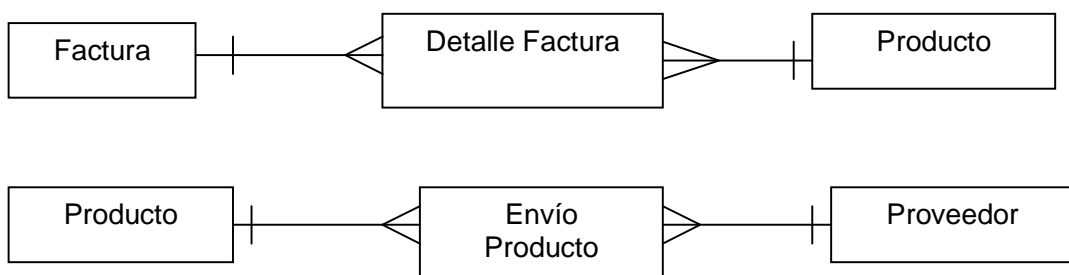 Factura
Detalle Factura
Producto
Producto
Envío
Producto
Proveedor